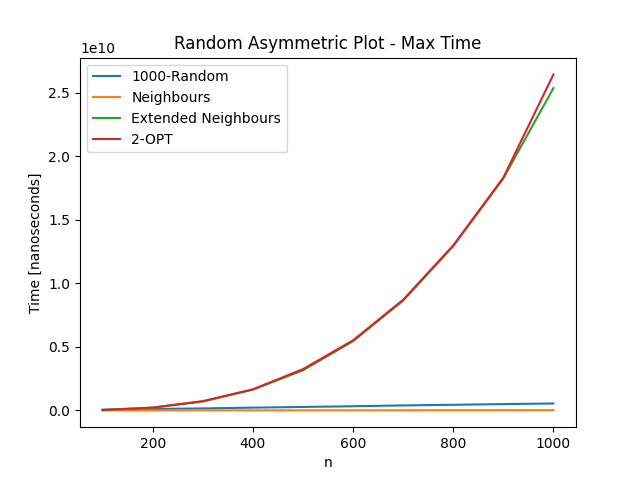 Random Asymmetric Plot - Max Time
1e10
1000-Random
Neighbours
Extended Neighbours
2-OPT
2.5
2.0
1.5
1.0
0.5
0.0
Time [nanoseconds]
200
400
600
800
1000
n